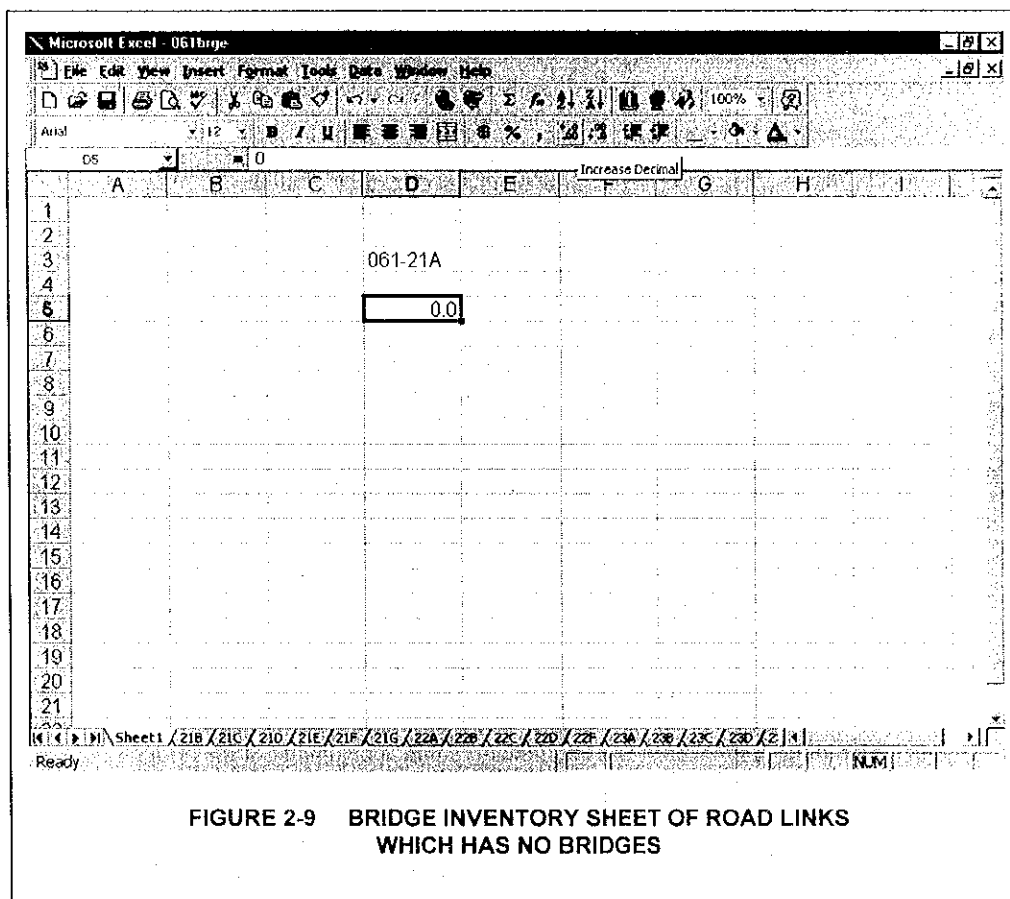 Microsoft Excel - 061brge
File Edit View Insert Format Tools Data Window Help
100%
Arial 12 B I U % ,
D5 = 0
Increase Decimal
A B C D E F G H I
1
2
3 061-21A
4
5 0.0
6
7
8
9
10
11
12
13
14
15
16
17
18
19
20
21
Sheet1 / 21B / 21C / 21D / 21E / 21F / 21G / 22A / 22B / 22C / 22D / 22F / 23A / 23B / 23C / 23D / 2
Ready NUM
FIGURE 2-9 BRIDGE INVENTORY SHEET OF ROAD LINKS
WHICH HAS NO BRIDGES